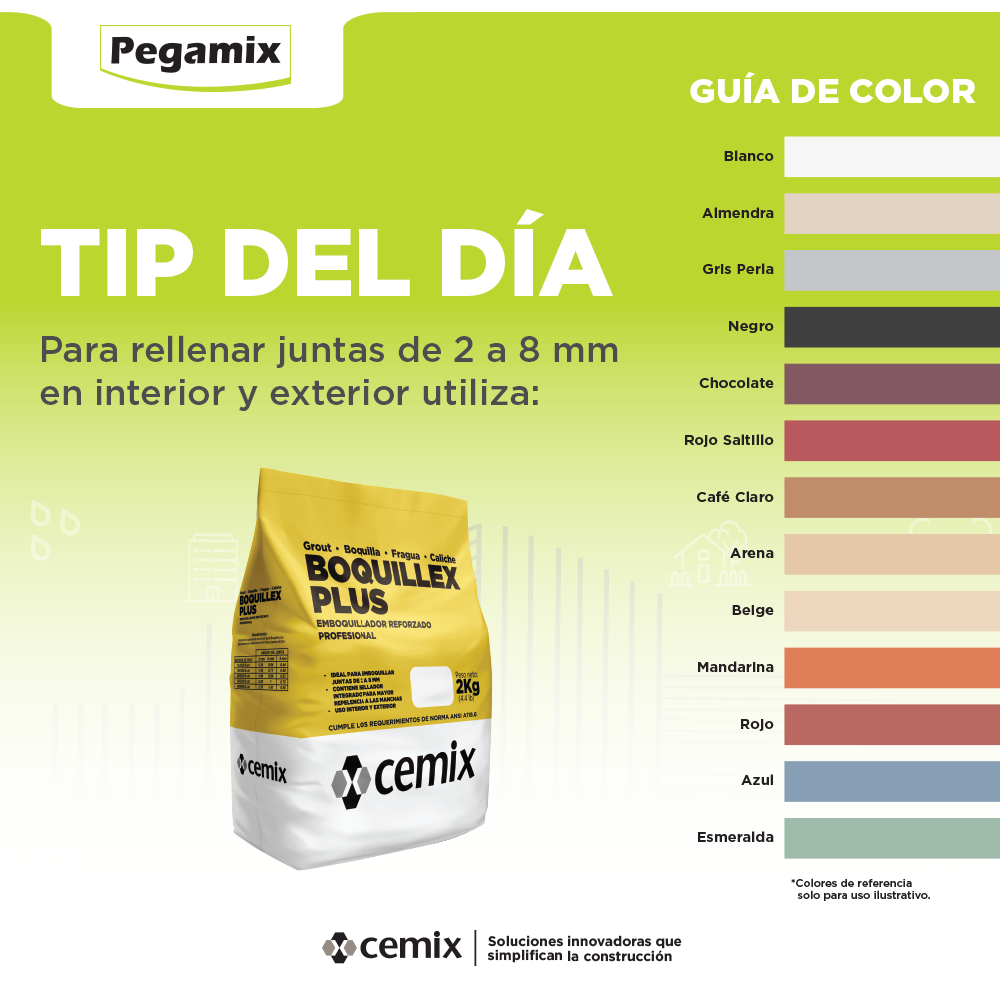 Pegamix
GUÍA DE COLOR
Blanco
Almendra
Gris Perla
Negro
Chocolate
Rojo Saltillo
Café Claro
Arena
Beige
Mandarina
Rojo
Azul
Esmeralda
*Colores de referencia
solo para uso ilustrativo.
TIP DEL DÍA
Para rellenar juntas de 2 a 8 mm
en interior y exterior utiliza:
Grout • Boquilla • Fragua • Caliche
BOQUILLEX
PLUS
EMBOQUILLADOR REFORZADO
PROFESIONAL
• IDEAL PARA EMBOQUILLAR
JUNTAS DE 2 A 8 MM
• CONTIENE SELLADOR
INTEGRADO PARA MAYOR
REPELENCIA A LAS MANCHAS
• USO INTERIOR Y EXTERIOR
Peso neto:
2Kg
(4.4 lb)
CUMPLE LOS REQUERIMIENTOS DE NORMA ANSI A118.6
cemix
BOQUILLEX
PLUS
cemix
cemix
Soluciones innovadoras que
simplifican la construcción